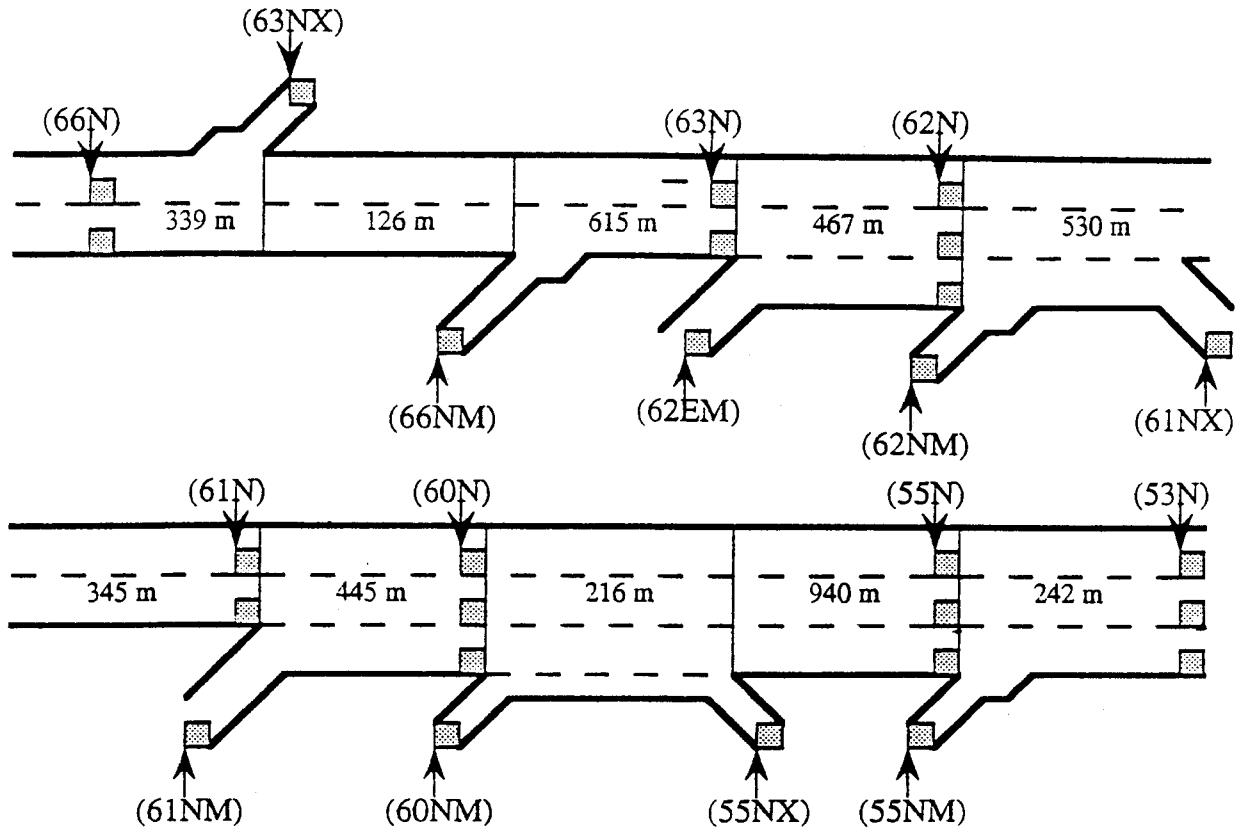 (63NX)
(66N) (63N) (62N)
339 m 126 m 615 m 467 m 530 m
(66NM) (62EM) (62NM) (61NX)
(61N) (60N) (55N) (53N)
345 m 445 m 216 m 940 m 242 m
(61NM) (60NM) (55NX) (55NM)